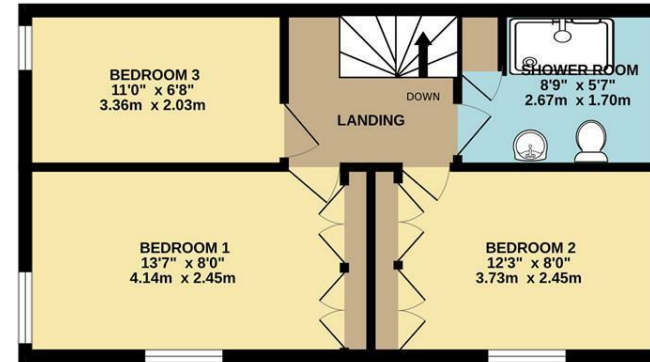 BEDROOM 3
11'0" x 6'8"
3.36m x 2.03m
SHOWER ROOM
8'9" x 5'7"
2.67m x 1.70m
DOWN
LANDING
BEDROOM 1
13'7" x 8'0"
4.14m x 2.45m
BEDROOM 2
12'3" x 8'0"
3.73m x 2.45m